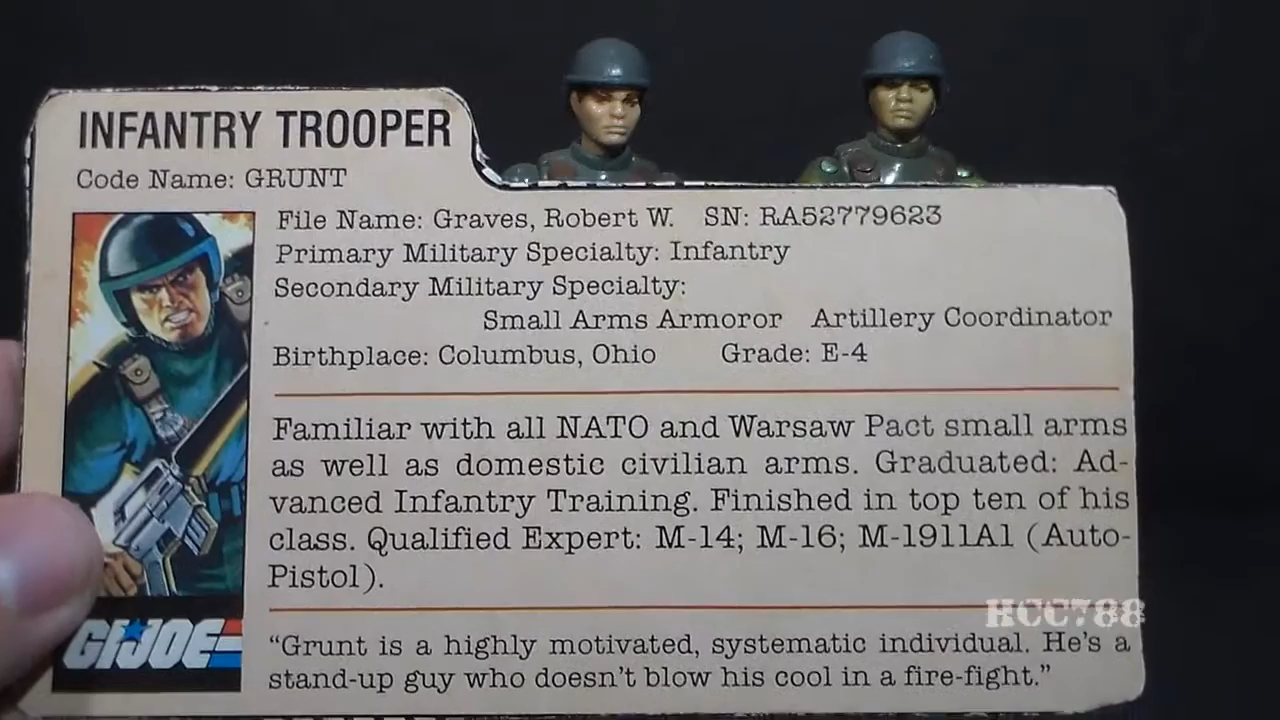 INFANTRY TROOPER
Code Name: GRUNT
File Name: Graves, Robert W. SN: RA52779623
Primary Military Specialty: Infantry
Secondary Military Specialty:
Small Arms Armoror Artillery Coordinator
Birthplace: Columbus, Ohio Grade: E-4
Familiar with all NATO and Warsaw Pact small arms
as well as domestic civilian arms. Graduated: Ad-
vanced Infantry Training. Finished in top ten of his
class. Qualified Expert: M-14; M-16; M-1911A1 (Auto-
Pistol).
HCC788
GI JOE
"Grunt is a highly motivated, systematic individual. He's a
stand-up guy who doesn't blow his cool in a fire-fight."